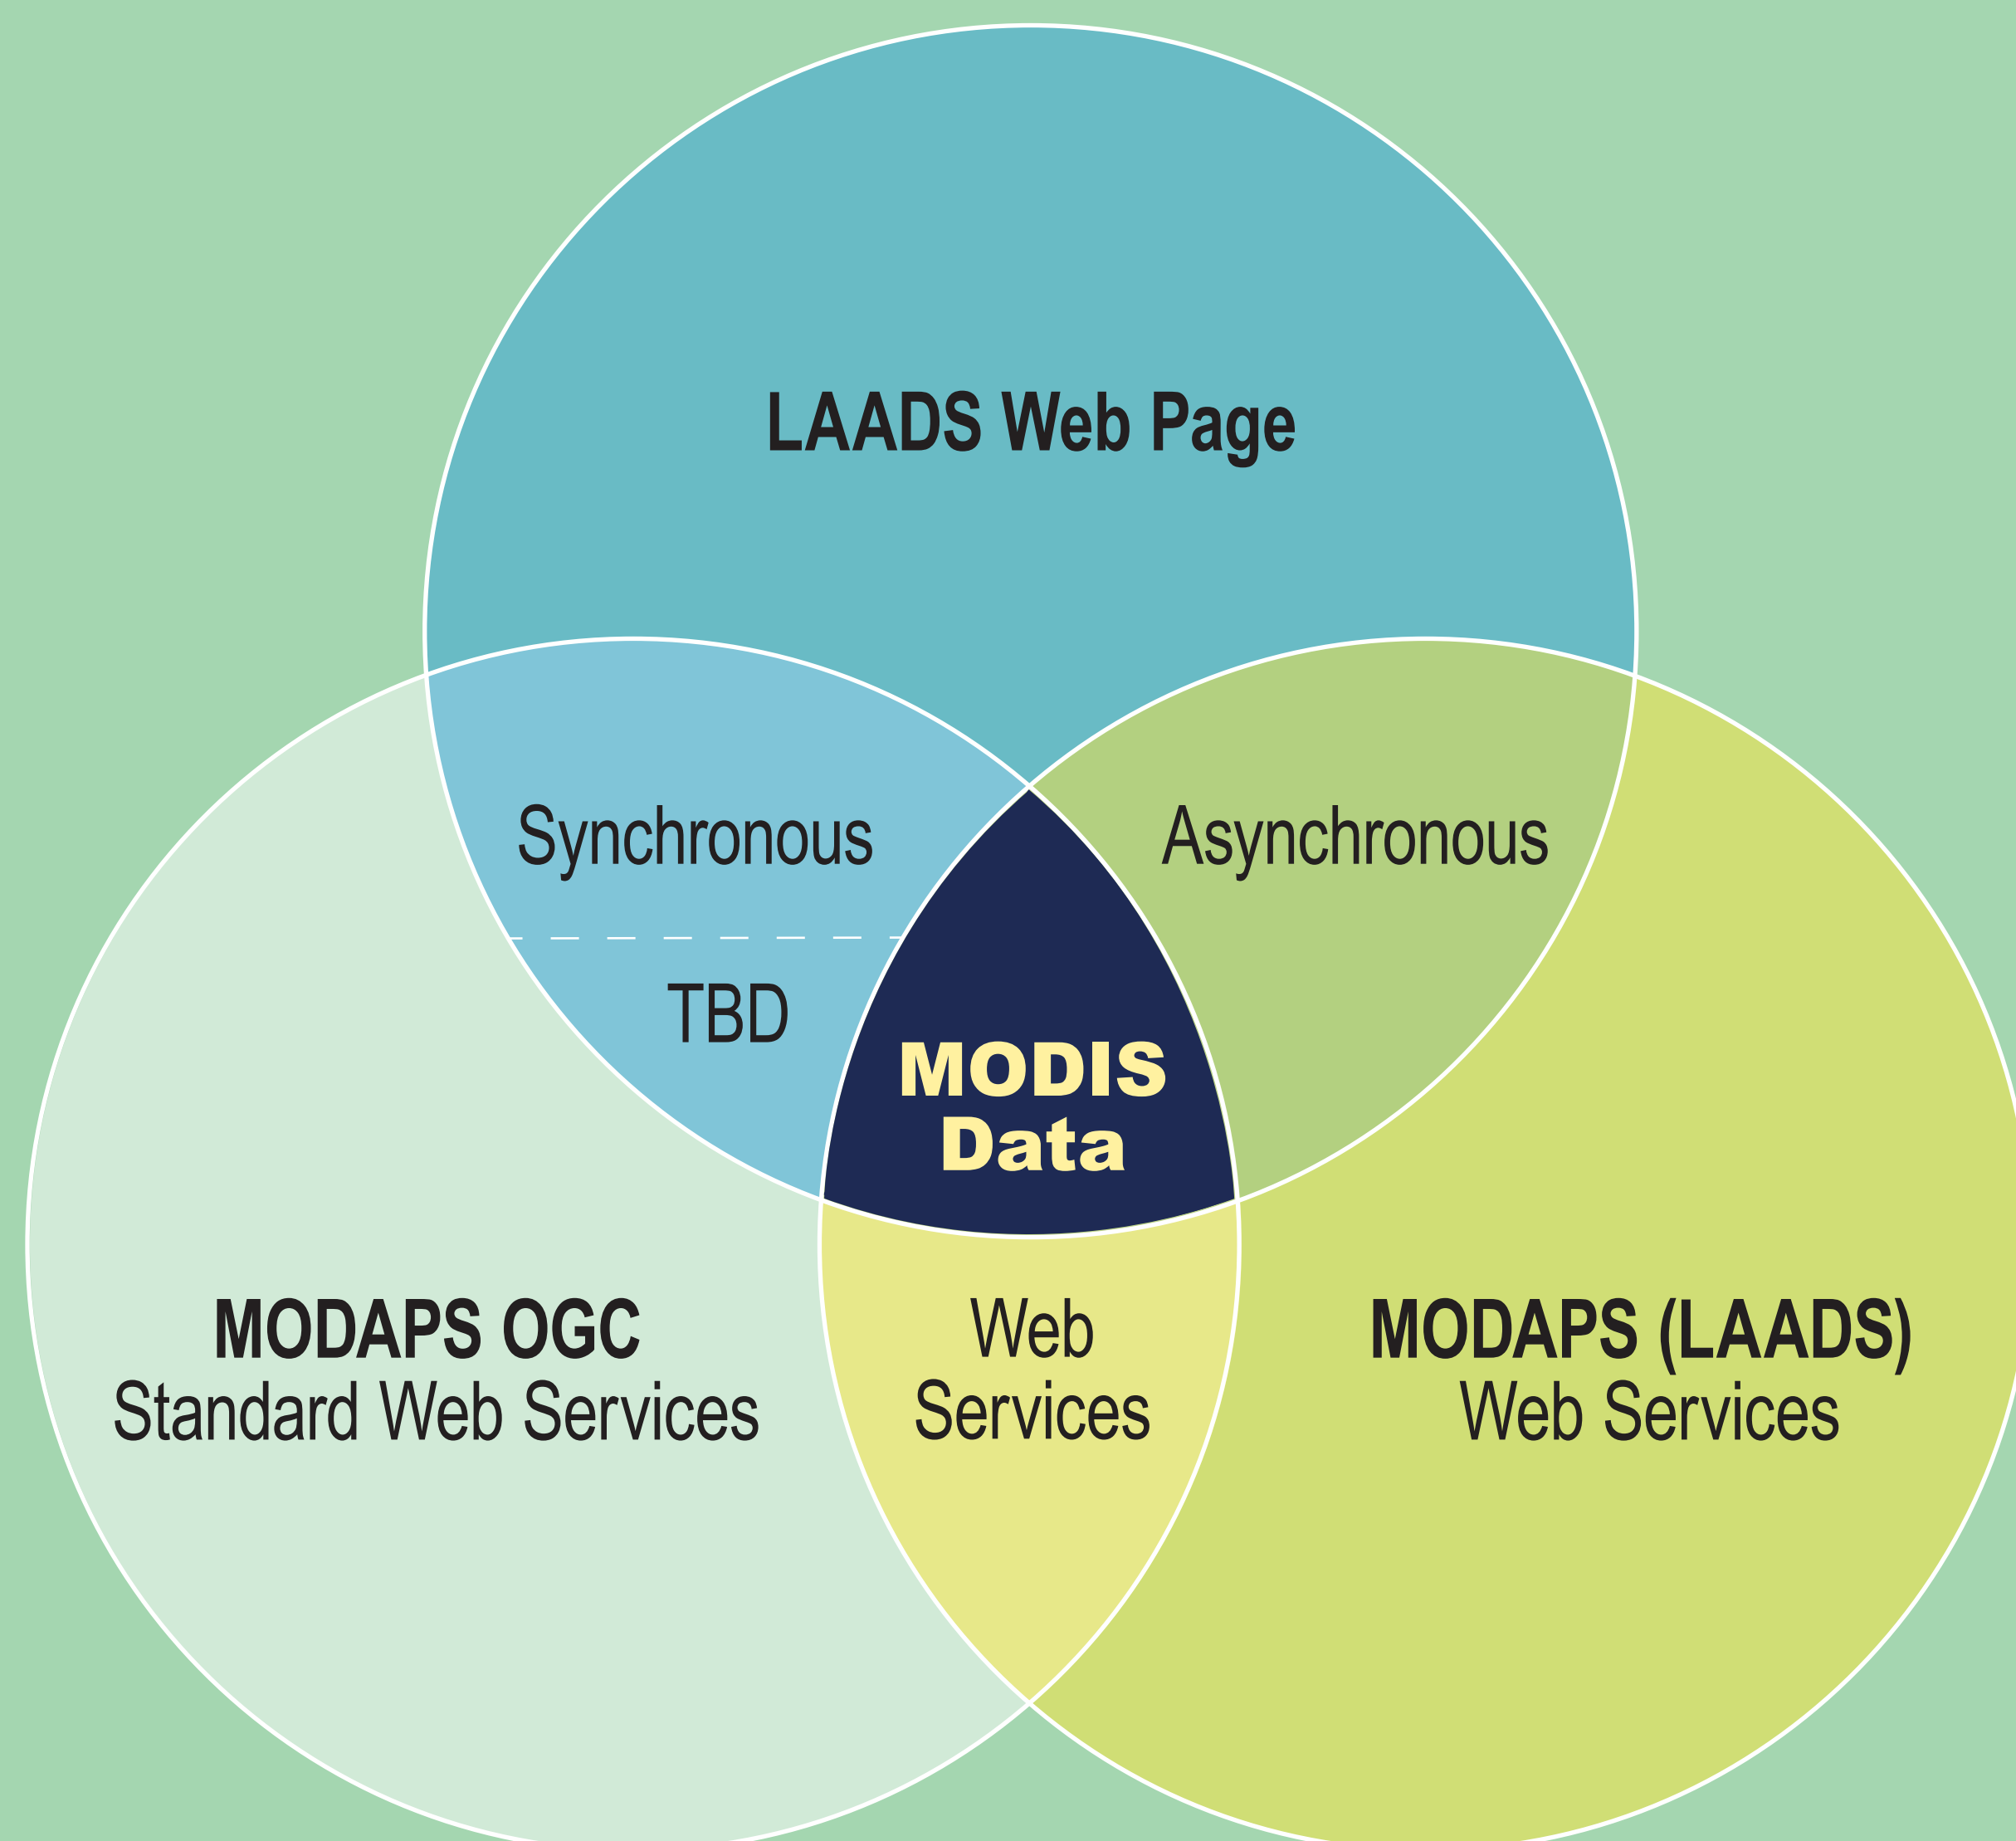 LAADS Web Page
Synchronous
Asynchronous
TBD
MODIS
Data
MODAPS OGC
Standard Web Services
Web
Services
MODAPS (LAADS)
Web Services